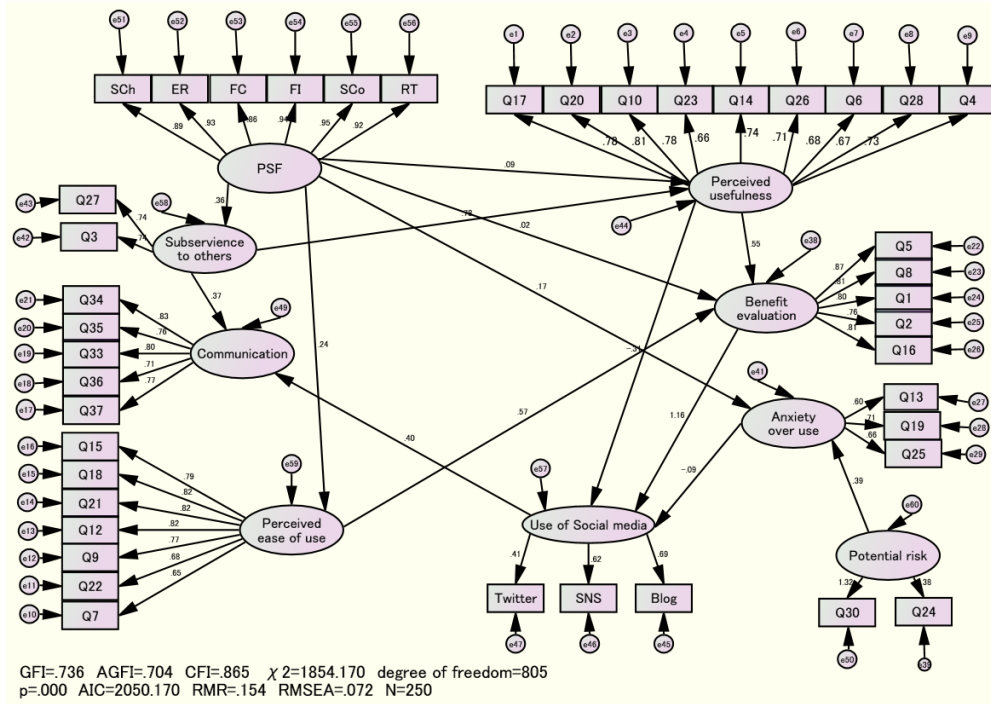 e51 e52 e53 e54 e55 e56
SCh ER FC FI SCo RT
.89 .93 .86 .94 .95 .92
PSF
e1 e2 e3 e4 e5 e6 e7 e8 e9
Q17 Q20 Q10 Q23 Q14 Q26 Q6 Q28 Q4
.78 .81 .78 .66 .74 .71 .68 .67 .73
Perceived
usefulness
e44
.09
.36
.78
.02
.17
.24
.55
e43 Q27 .74
e42 Q3 .74
e58
Subservience
to others
.37
e49
Communication
e21 Q34 .83
e20 Q35 .76
e19 Q33 .80
e18 Q36 .71
e17 Q37 .77
e38
Benefit
evaluation
.87 Q5 e22
.81 Q8 e23
.80 Q1 e24
.76 Q2 e25
.81 Q16 e26
-.31
.57
1.16
.40
-.09
e41
Anxiety
over use
.60 Q13 e27
.71 Q19 e28
.66 Q25 e29
.39
e16 Q15 .79
e15 Q18 .82
e14 Q21 .82
e13 Q12 .82
e12 Q9 .77
e11 Q22 .68
e10 Q7 .65
e59
Perceived
ease of use
e57
Use of Social media
.41 .62 .69
Twitter SNS Blog
e47 e46 e45
e60
Potential risk
1.32 .38
Q30 Q24
e50 e39
GFI=.736 AGFI=.704 CFI=.865 χ2=1854.170 degree of freedom=805
p=.000 AIC=2050.170 RMR=.154 RMSEA=.072 N=250